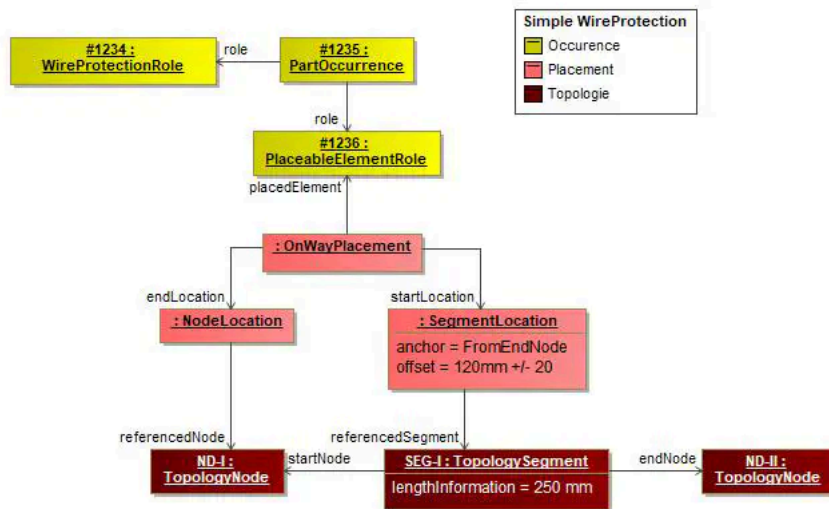 Simple WireProtection
Occurence
Placement
Topologie
#1234 :
WireProtectionRole
role
#1235 :
PartOccurrence
role
#1236 :
PlaceableElementRole
placedElement
: OnWayPlacement
endLocation
startLocation
: NodeLocation
: SegmentLocation
anchor = FromEndNode
offset = 120mm +/- 20
referencedNode
referencedSegment
ND-I :
TopologyNode
startNode
SEG-I : TopologySegment
lengthInformation = 250 mm
endNode
ND-II :
TopologyNode